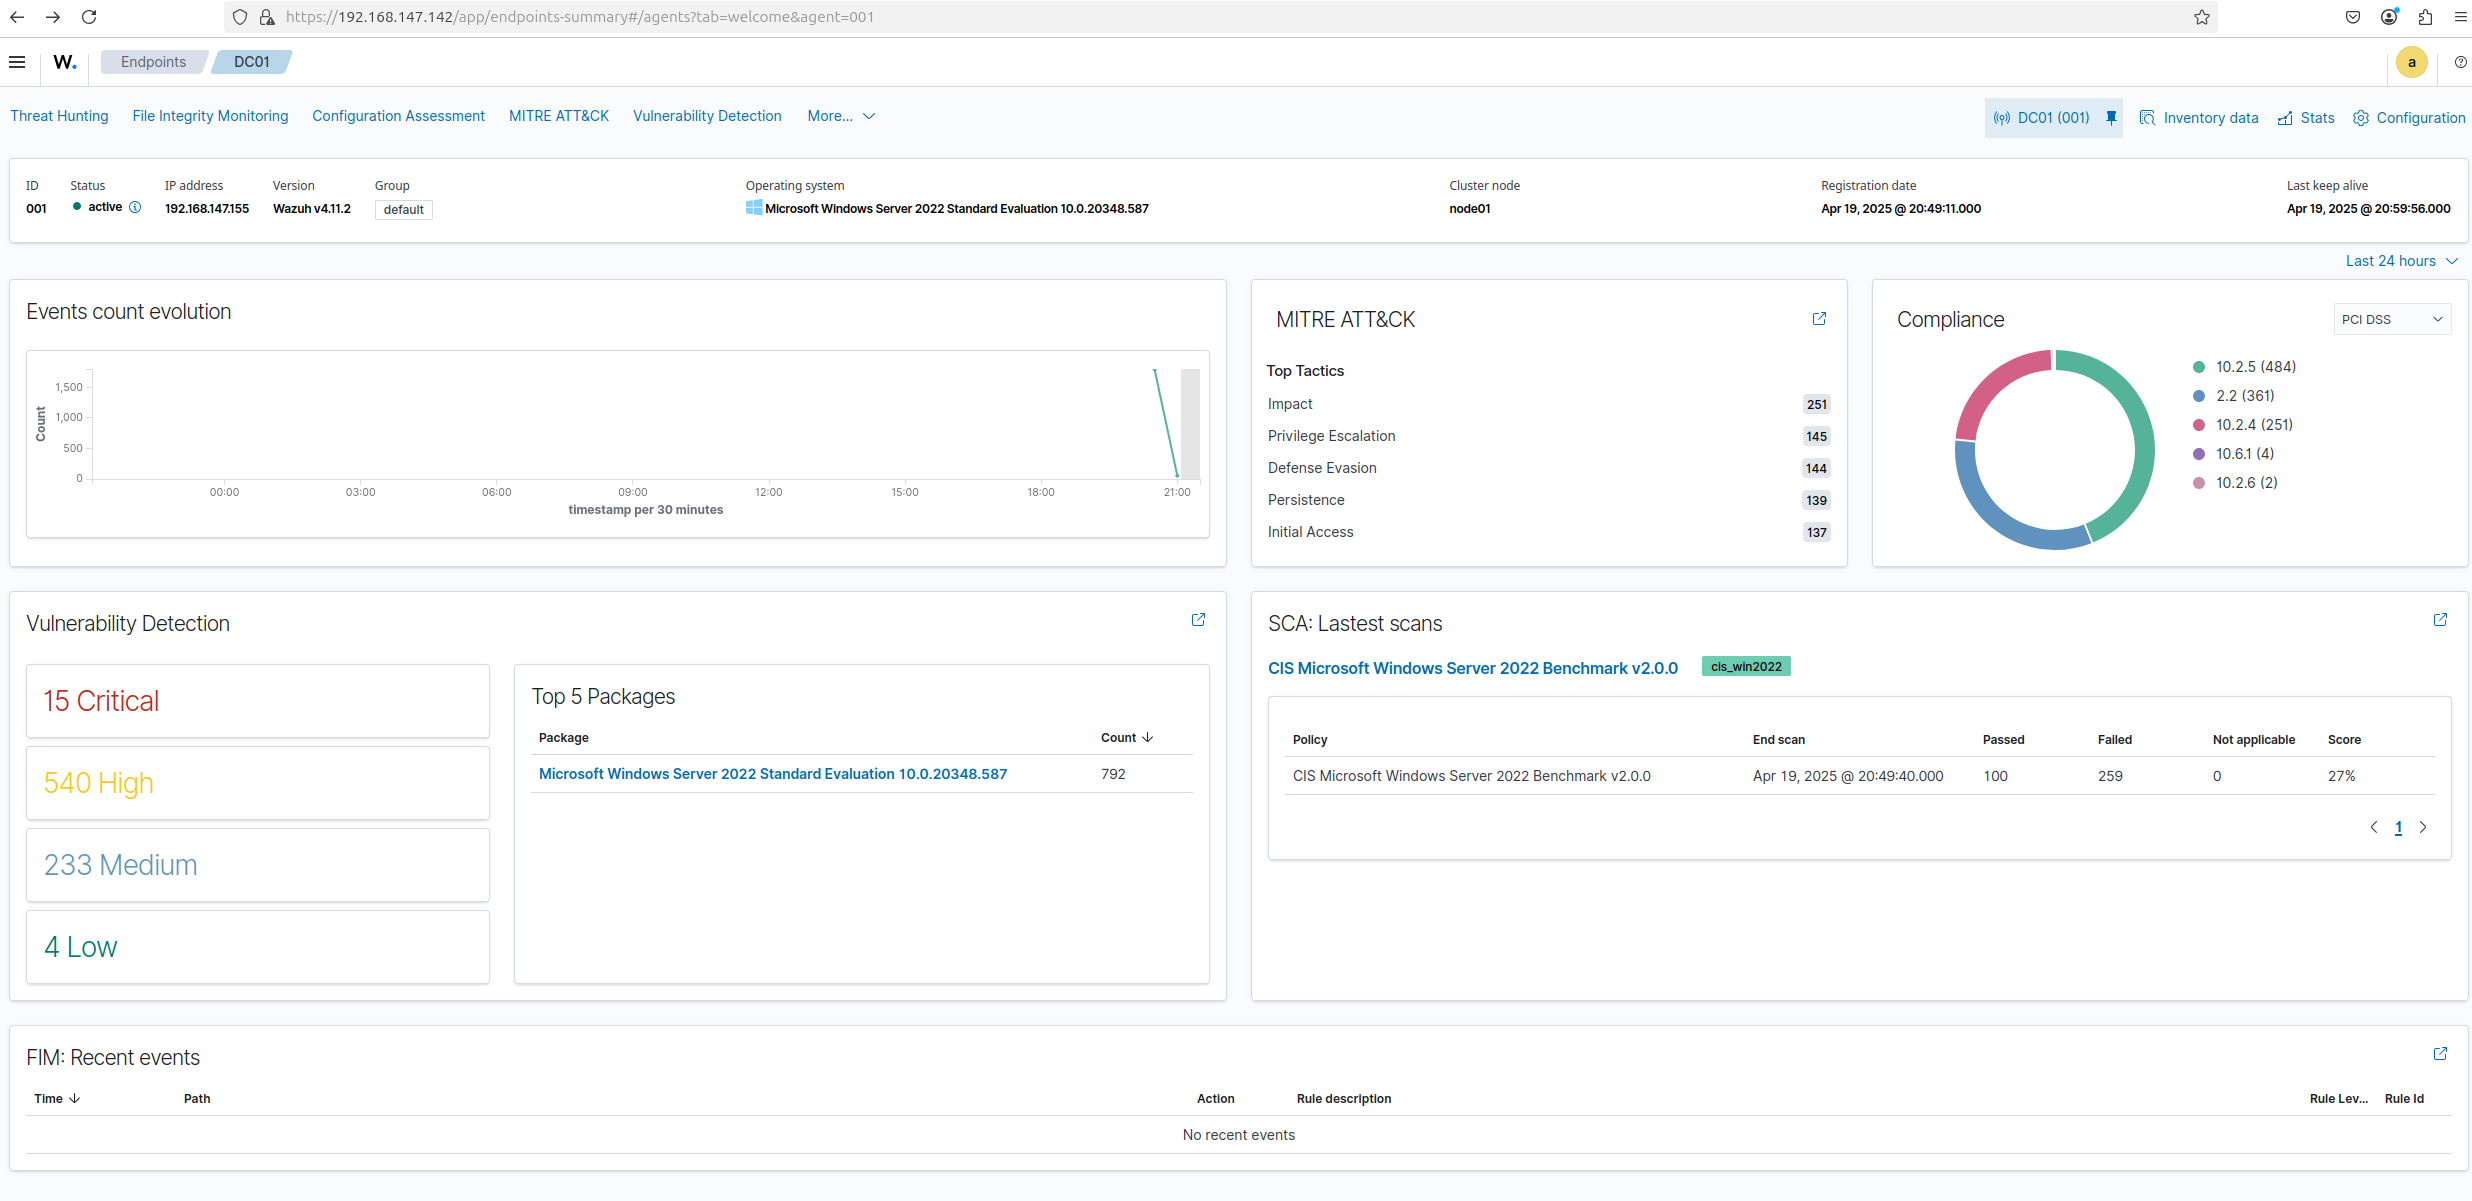 https://192.168.147.142/app/endpoints-summary#/agents?tab=welcome&agent=001
W. Endpoints DC01 a
Threat Hunting File Integrity Monitoring Configuration Assessment MITRE ATT&CK Vulnerability Detection More... DC01 (001) Inventory data Stats Configuration
ID Status IP address Version Group Operating system Cluster node Registration date Last keep alive
001 active 192.168.147.155 Wazuh v4.11.2 default Microsoft Windows Server 2022 Standard Evaluation 10.0.20348.587 node01 Apr 19, 2025 @ 20:49:11.000 Apr 19, 2025 @ 20:59:56.000
Last 24 hours
Events count evolution
Count
1,500
1,000
500
0
00:00 03:00 06:00 09:00 12:00 15:00 18:00 21:00
timestamp per 30 minutes
MITRE ATT&CK
Top Tactics
Impact 251
Privilege Escalation 145
Defense Evasion 144
Persistence 139
Initial Access 137
Compliance PCI DSS
10.2.5 (484)
2.2 (361)
10.2.4 (251)
10.6.1 (4)
10.2.6 (2)
Vulnerability Detection
15 Critical
540 High
233 Medium
4 Low
Top 5 Packages
Package Count
Microsoft Windows Server 2022 Standard Evaluation 10.0.20348.587 792
SCA: Lastest scans
CIS Microsoft Windows Server 2022 Benchmark v2.0.0 cis_win2022
Policy End scan Passed Failed Not applicable Score
CIS Microsoft Windows Server 2022 Benchmark v2.0.0 Apr 19, 2025 @ 20:49:40.000 100 259 0 27%
1
FIM: Recent events
Time Path Action Rule description Rule Lev... Rule Id
No recent events